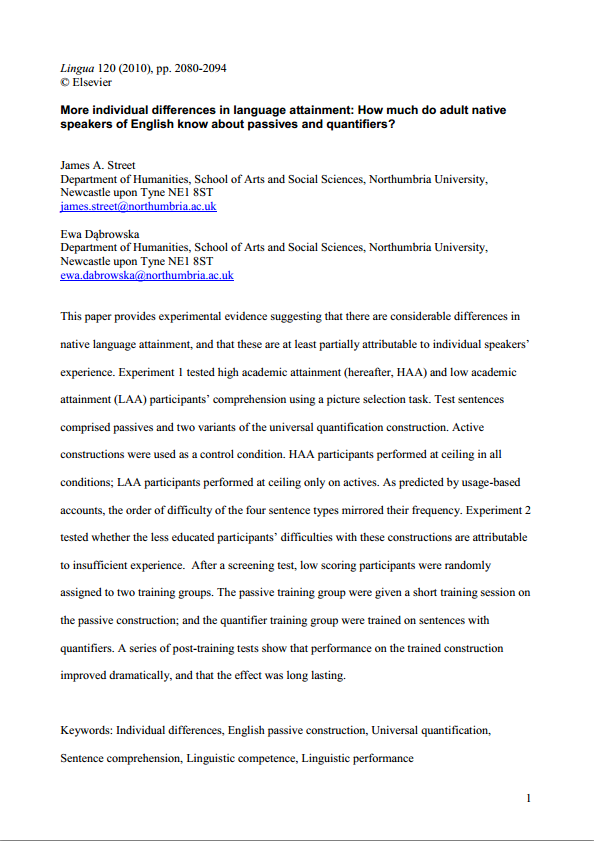 Lingua 120 (2010), pp. 2080-2094
© Elsevier
More individual differences in language attainment: How much do adult native
speakers of English know about passives and quantifiers?
James A. Street
Department of Humanities, School of Arts and Social Sciences, Northumbria University,
Newcastle upon Tyne NE1 8ST
james.street@northumbria.ac.uk
Ewa Dąbrowska
Department of Humanities, School of Arts and Social Sciences, Northumbria University,
Newcastle upon Tyne NE1 8ST
ewa.dabrowska@northumbria.ac.uk
This paper provides experimental evidence suggesting that there are considerable differences in
native language attainment, and that these are at least partially attributable to individual speakers’
experience. Experiment 1 tested high academic attainment (hereafter, HAA) and low academic
attainment (LAA) participants’ comprehension using a picture selection task. Test sentences
comprised passives and two variants of the universal quantification construction. Active
constructions were used as a control condition. HAA participants performed at ceiling in all
conditions; LAA participants performed at ceiling only on actives. As predicted by usage-based
accounts, the order of difficulty of the four sentence types mirrored their frequency. Experiment 2
tested whether the less educated participants’ difficulties with these constructions are attributable
to insufficient experience. After a screening test, low scoring participants were randomly
assigned to two training groups. The passive training group were given a short training session on
the passive construction; and the quantifier training group were trained on sentences with
quantifiers. A series of post-training tests show that performance on the trained construction
improved dramatically, and that the effect was long lasting.
Keywords: Individual differences, English passive construction, Universal quantification,
Sentence comprehension, Linguistic competence, Linguistic performance
1